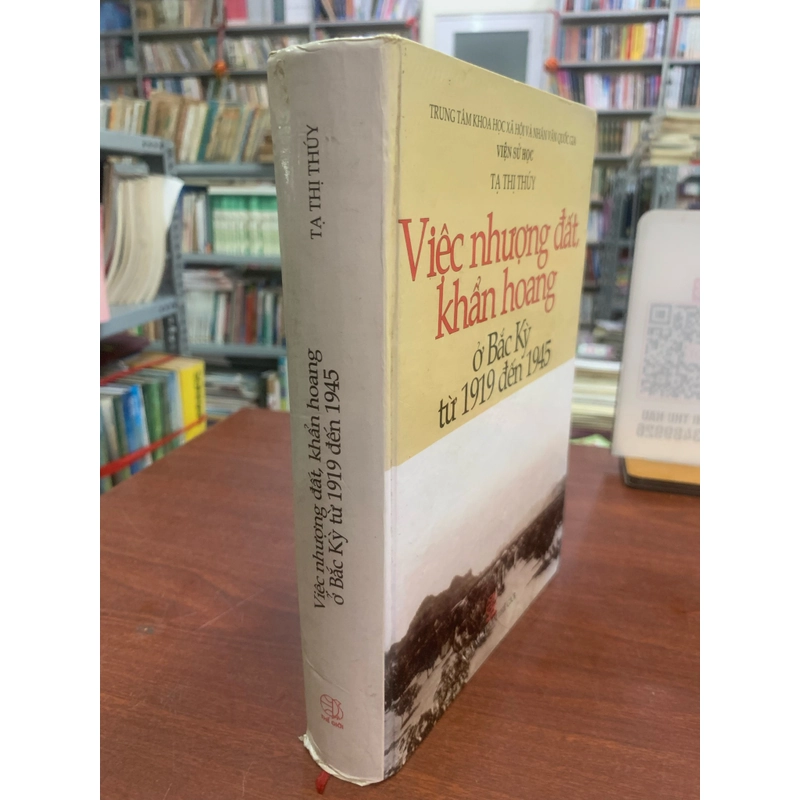 TRUNG TÂM KHOA HỌC XÃ HỘI VÀ NHÂN VĂN QUỐC GIA
VIỆN SỬ HỌC
TẠ THỊ THÚY
Việc nhượng đất,
khẩn hoang
ở Bắc Kỳ
từ 1919 đến 1945
TẠ THỊ THÚY
Việc nhượng đất, khẩn hoang
ở Bắc Kỳ từ 1919 đến 1945